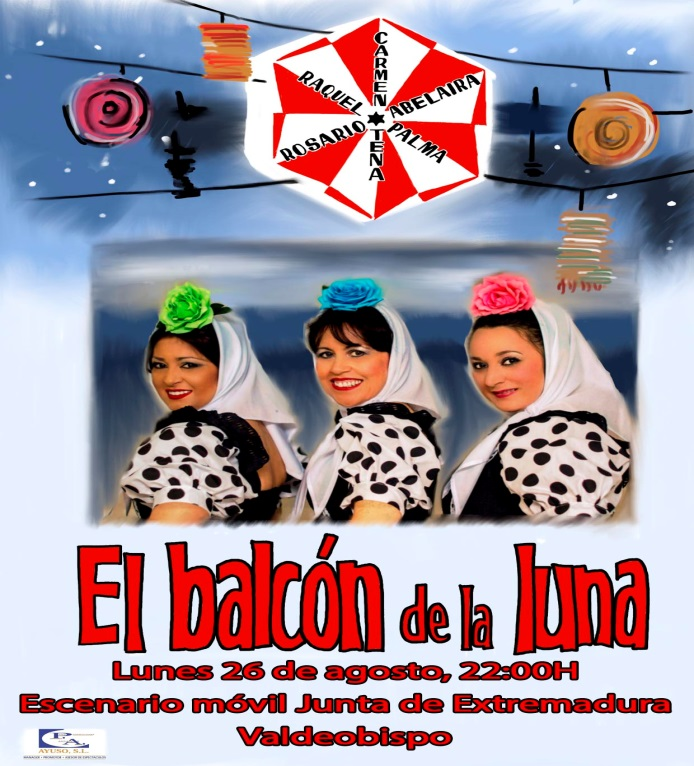 CARMEN TENA
RAQUEL PALMA
ROSARIO ABELAIRA
El balcón de la luna
Lunes 26 de agosto, 22:00H
Escenario móvil Junta de Extremadura
Valdeobispo
AYUSO, S.L.